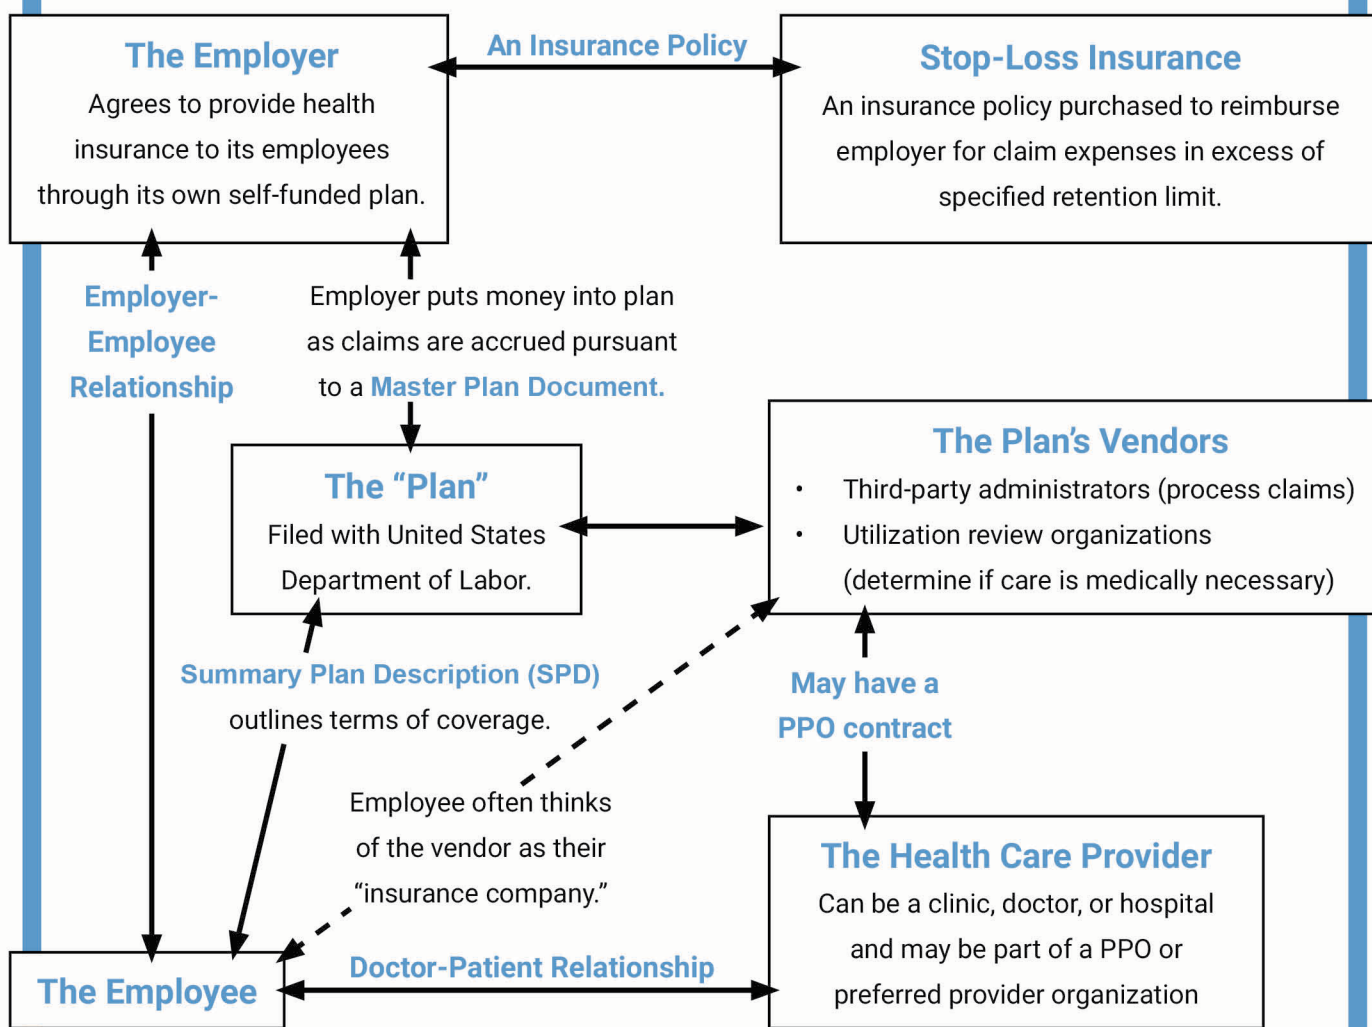 The Employer
Agrees to provide health
insurance to its employees
through its own self-funded plan.
An Insurance Policy
Stop-Loss Insurance
An insurance policy purchased to reimburse
employer for claim expenses in excess of
specified retention limit.
Employer-
Employee
Relationship
Employer puts money into plan
as claims are accrued pursuant
to a Master Plan Document.
The “Plan”
Filed with United States
Department of Labor.
The Plan’s Vendors
• Third-party administrators (process claims)
• Utilization review organizations
(determine if care is medically necessary)
Summary Plan Description (SPD)
outlines terms of coverage.
May have a
PPO contract
Employee often thinks
of the vendor as their
“insurance company.”
The Health Care Provider
Can be a clinic, doctor, or hospital
and may be part of a PPO or
preferred provider organization
Doctor-Patient Relationship
The Employee